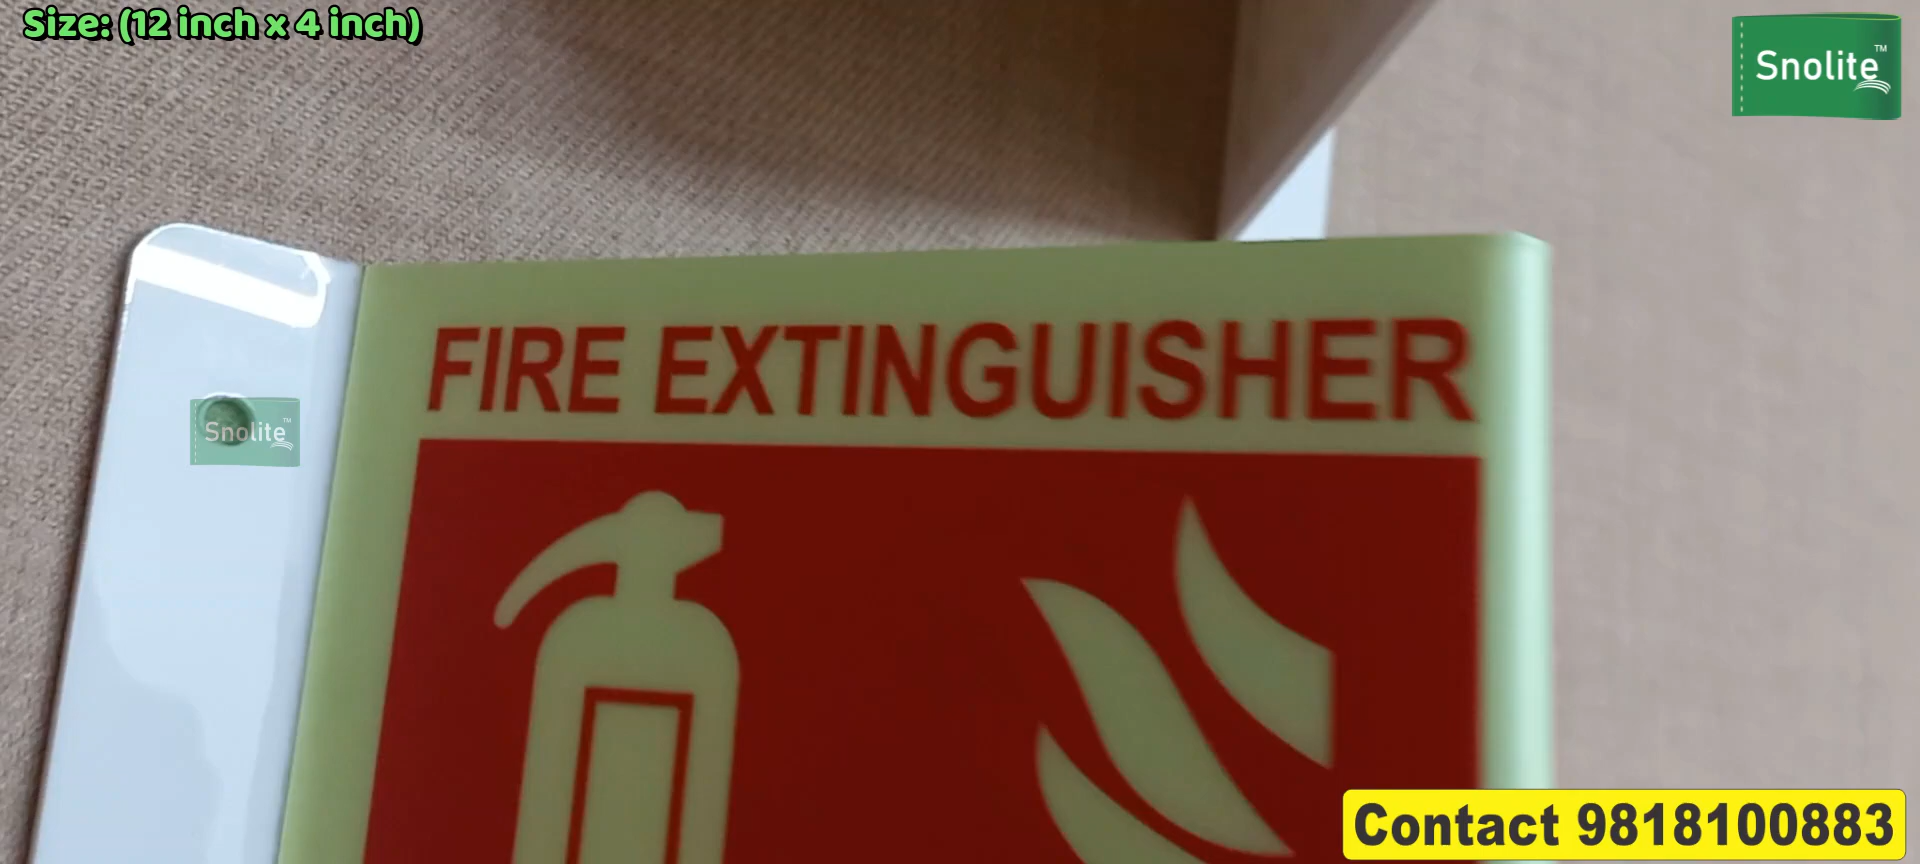 Size: (12 inch x 4 inch)
Snolite™
FIRE EXTINGUISHER
Snolite™
Contact 9818100883